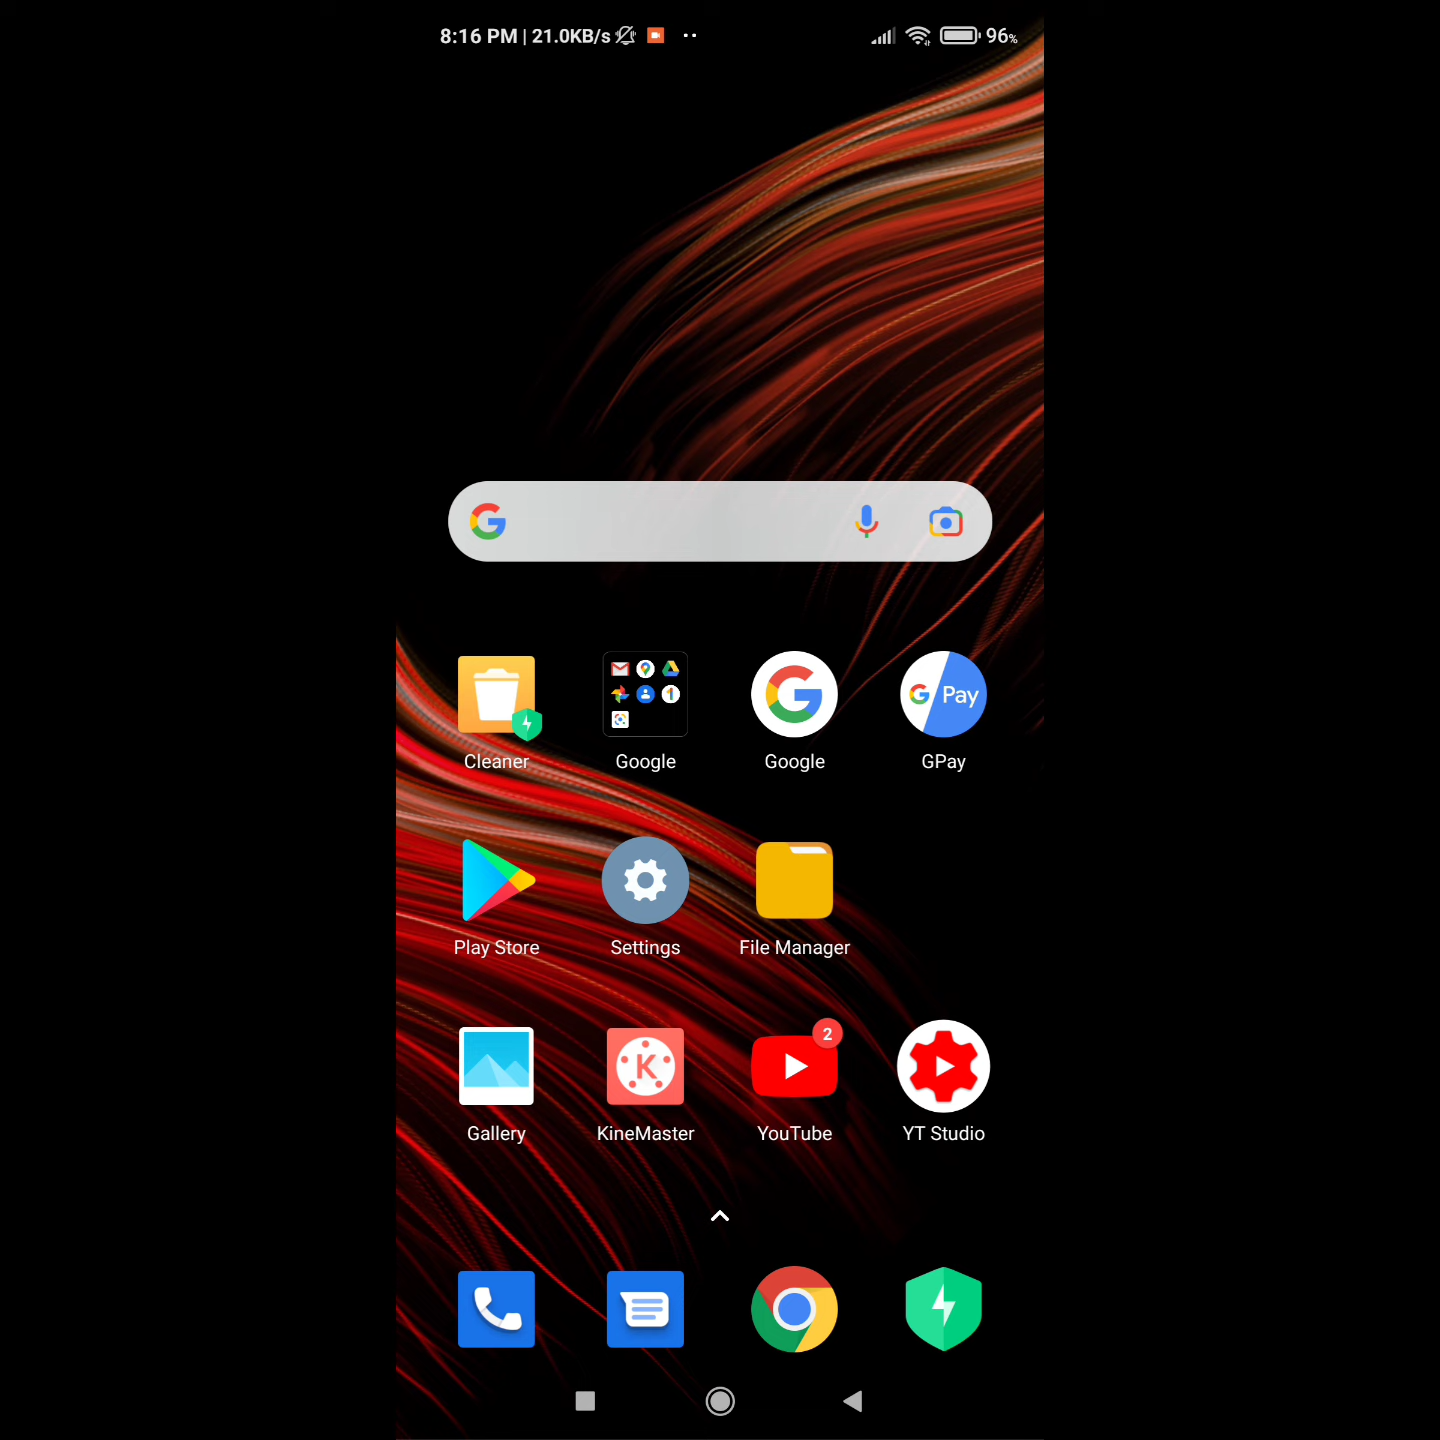 8:16 PM | 21.0KB/s 96%
Cleaner Google Google GPay
G Pay
Play Store Settings File Manager
2
K
Gallery KineMaster YouTube YT Studio